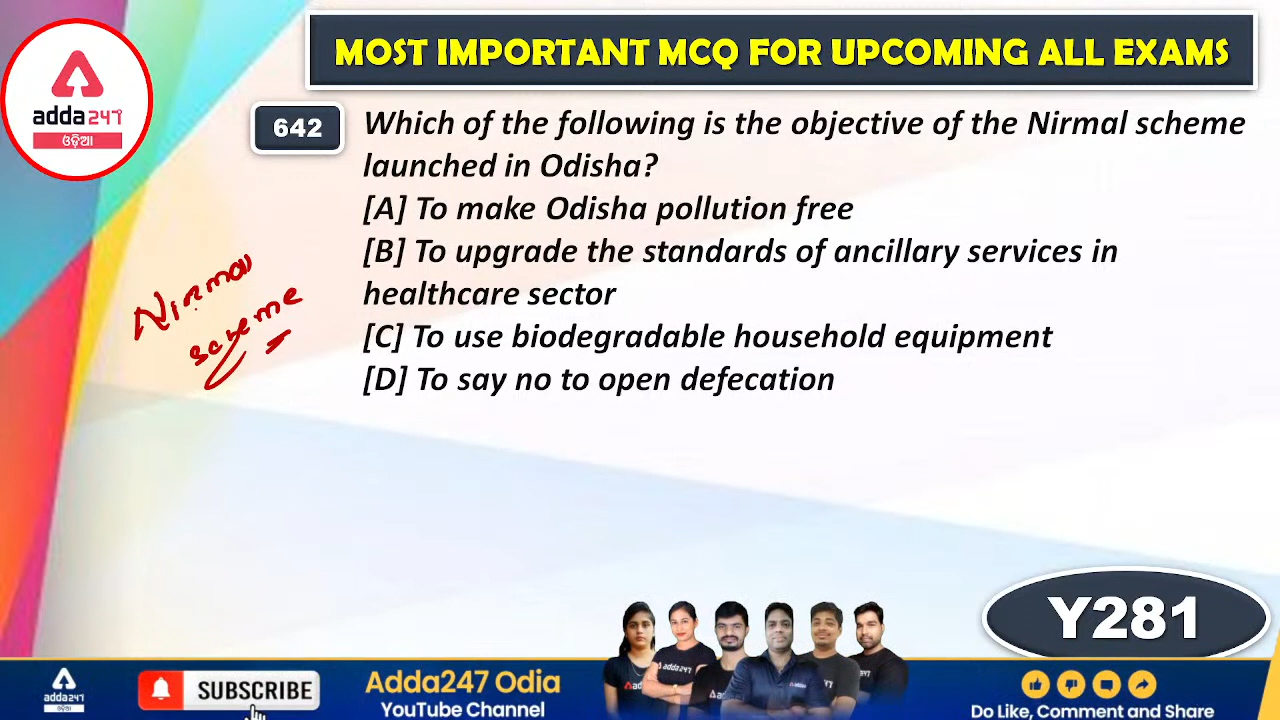 MOST IMPORTANT MCQ FOR UPCOMING ALL EXAMS
adda247
ଓଡ଼ିଆ
642
Which of the following is the objective of the Nirmal scheme
launched in Odisha?
[A] To make Odisha pollution free
[B] To upgrade the standards of ancillary services in
healthcare sector
[C] To use biodegradable household equipment
[D] To say no to open defecation
Nirmal
scheme
Y281
adda247
SUBSCRIBE
Adda247 Odia
YouTube Channel
Do Like, Comment and Share